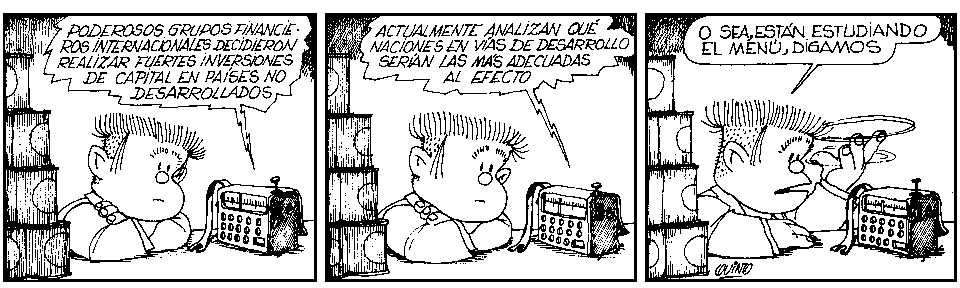 PODEROSOS GRUPOS FINANCIE-
ROS INTERNACIONALES DECIDIERON
REALIZAR FUERTES INVERSIONES
DE CAPITAL EN PAÍSES NO
DESARROLLADOS
ACTUALMENTE ANALIZAN QUÉ
NACIONES EN VÍAS DE DESARROLLO
SERÍAN LAS MÁS ADECUADAS
AL EFECTO
O SEA, ESTÁN ESTUDIANDO
EL MENÚ, DIGAMOS
QUINO